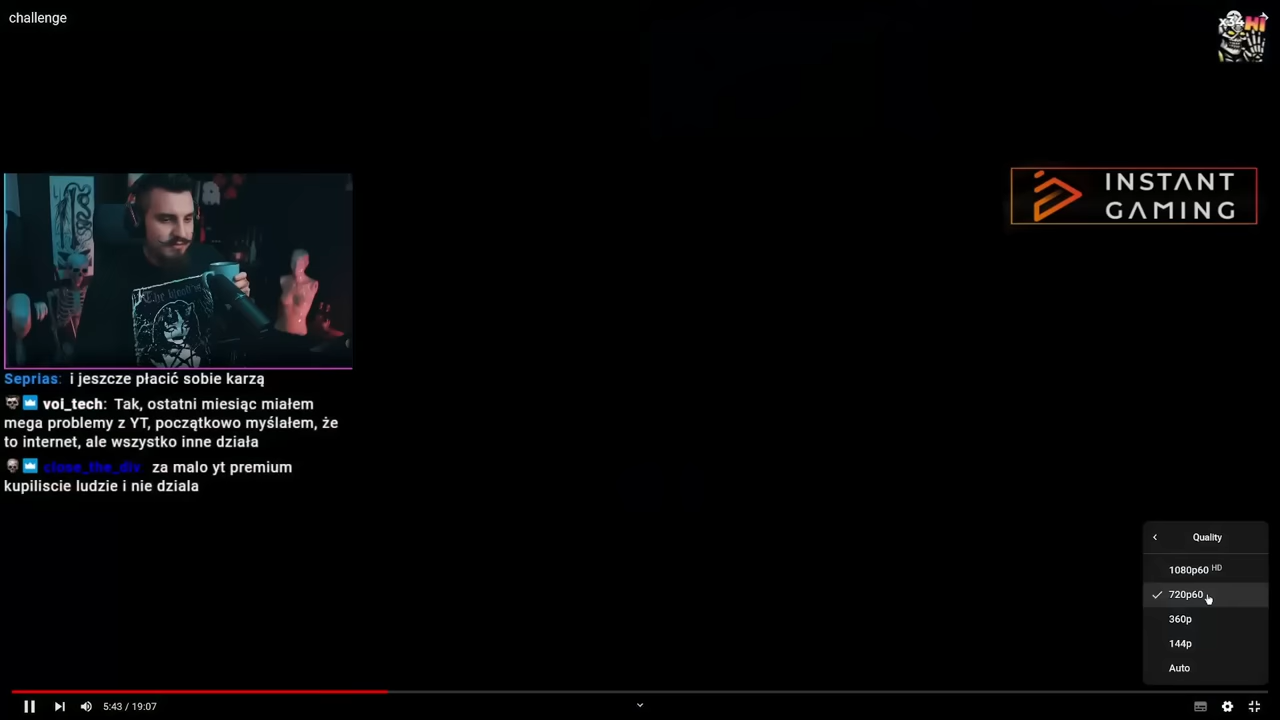 challenge
x34 HI
INSTANT
GAMING
Seprias: i jeszcze płacić sobie karzą
voi_tech: Tak, ostatni miesiąc miałem
mega problemy z YT, początkowo myślałem, że
to internet, ale wszystko inne działa
za malo yt premium
kupiliscie ludzie i nie dziala
Quality
1080p60 HD
720p60
360p
144p
Auto
5:43 / 19:07